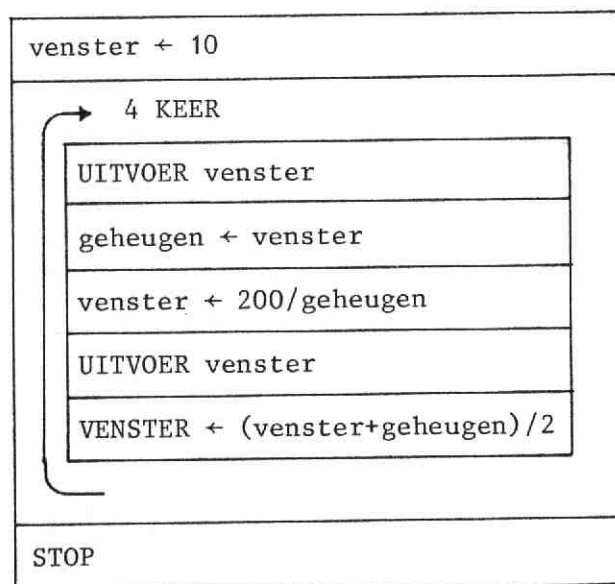 venster ← 10
4 KEER
UITVOER venster
geheugen ← venster
venster ← 200/geheugen
UITVOER venster
VENSTER ← (venster+geheugen)/2
STOP